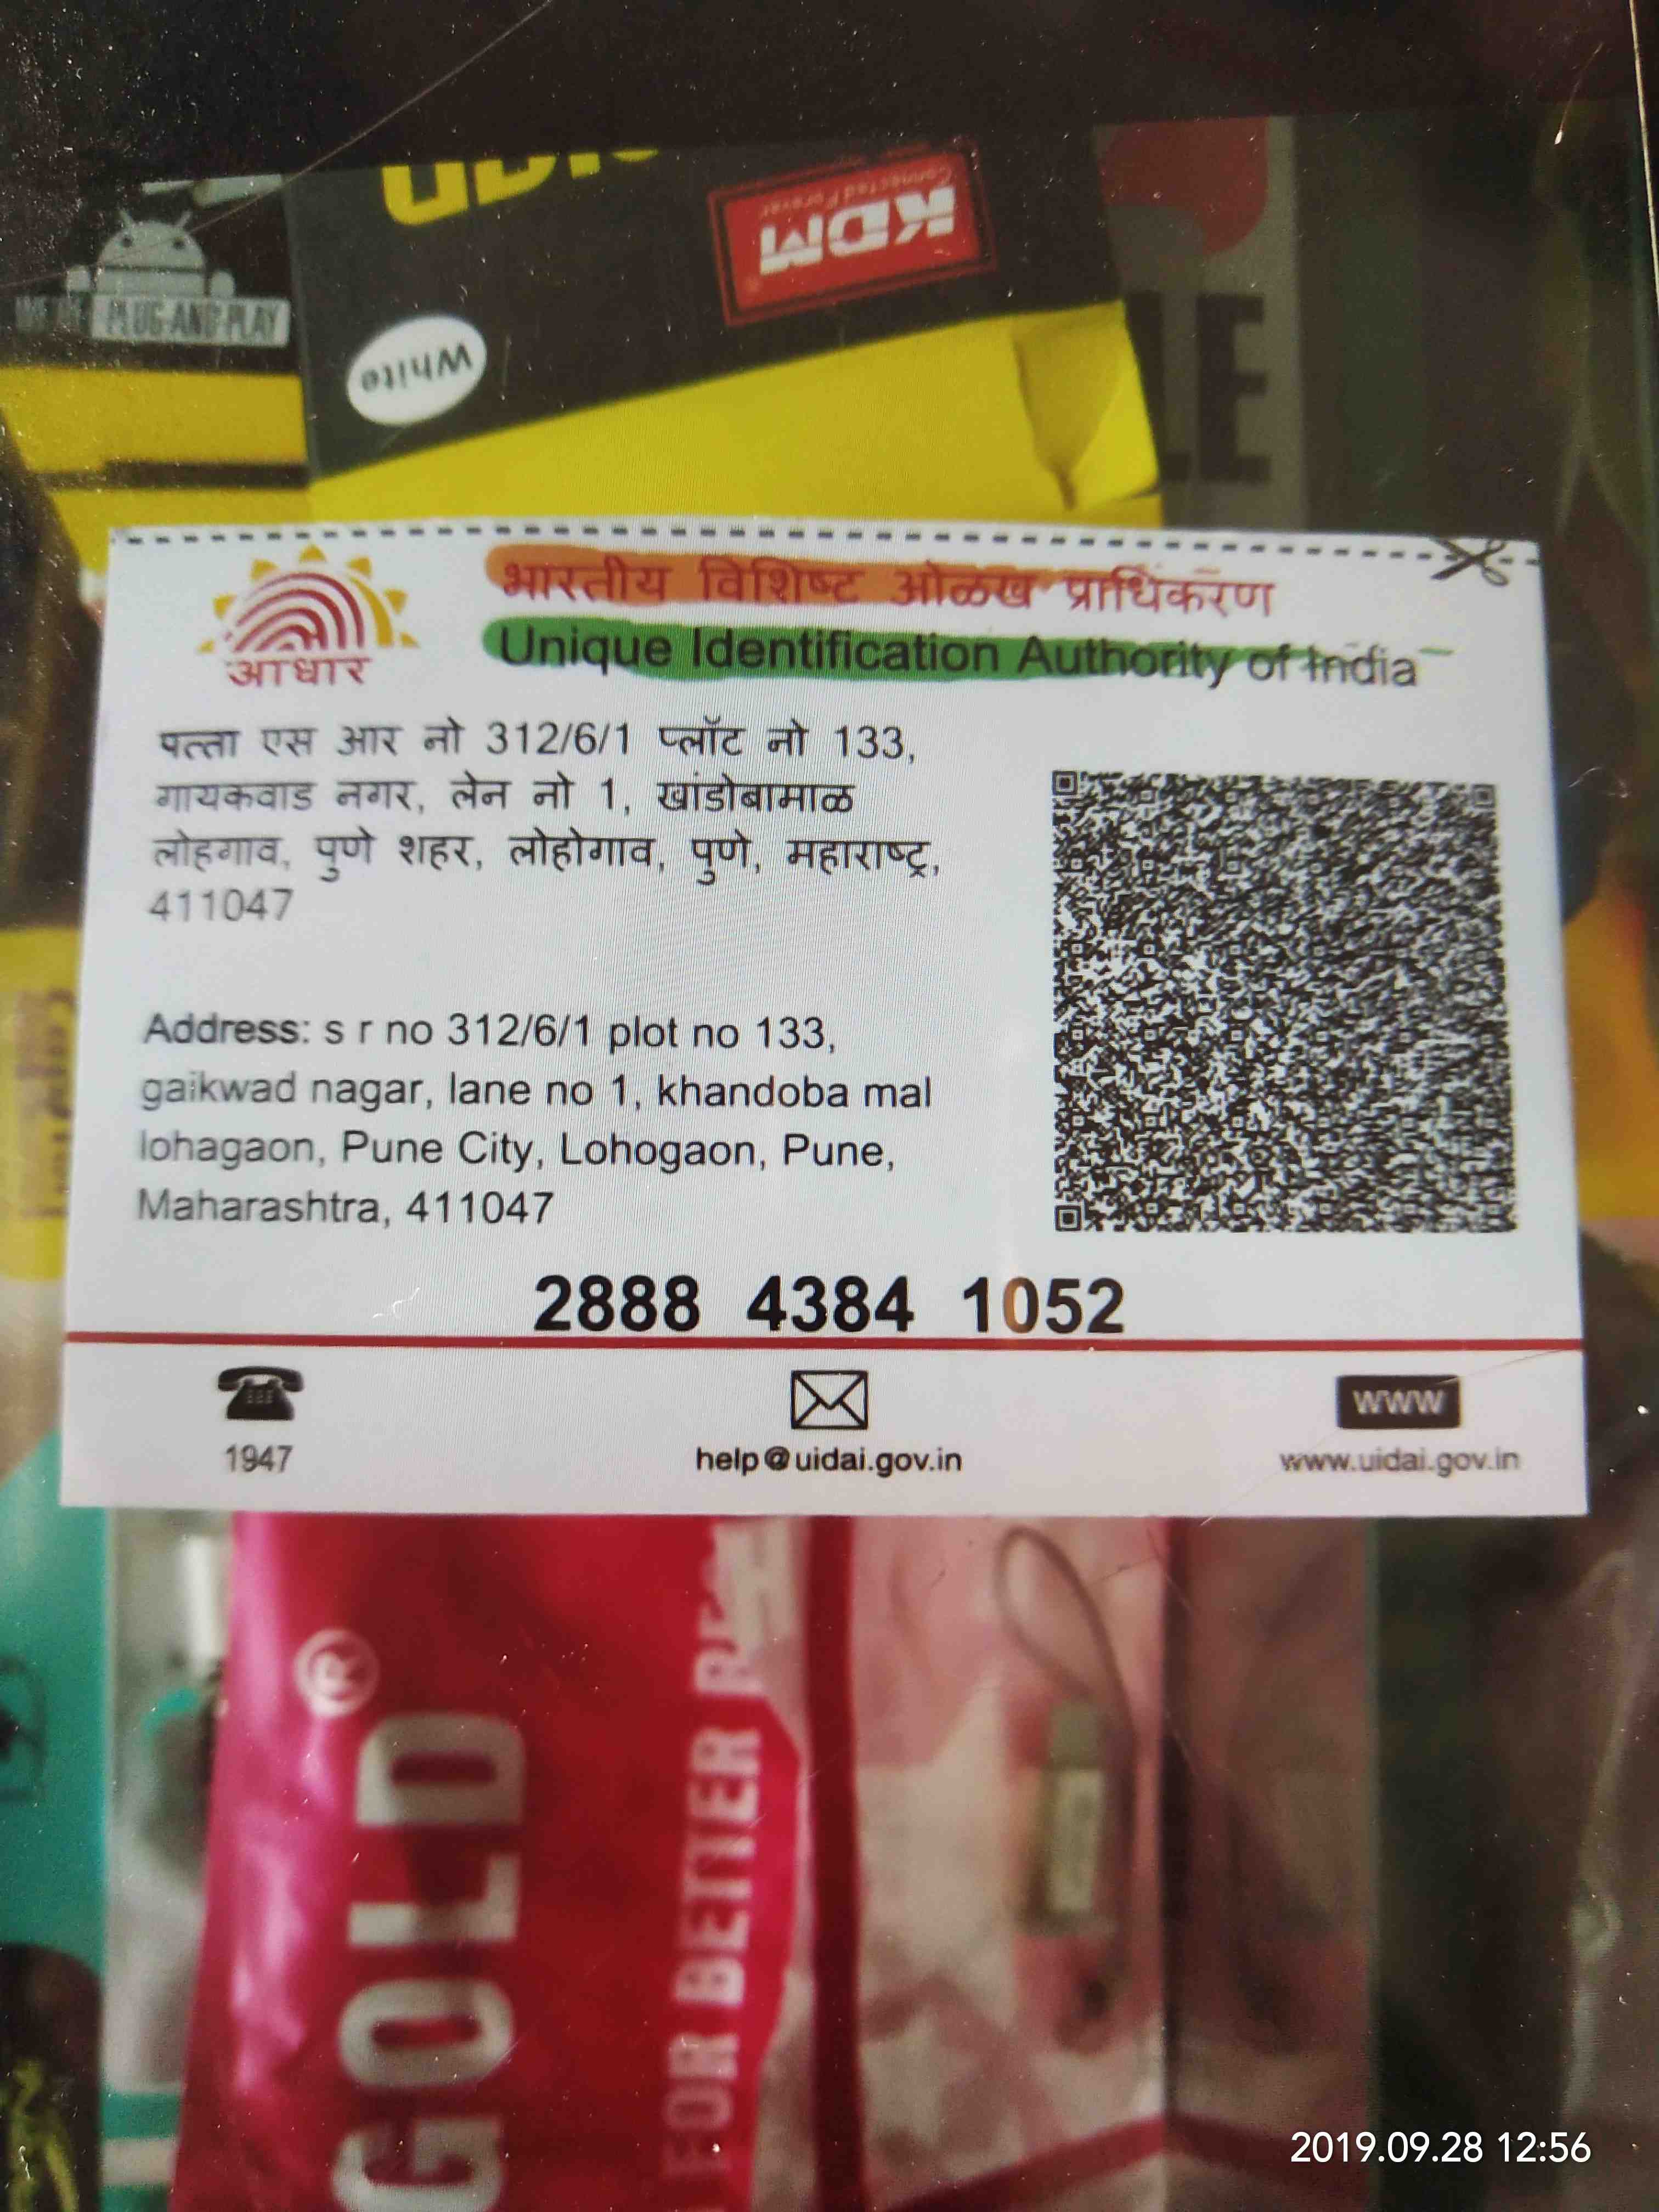 KDM
Connected Forever
White
PLUG-AND-PLAY
LE
भारतीय विशिष्ट ओळख प्राधिकरण
Unique Identification Authority of India
आधार
पत्ता एस आर नो 312/6/1 प्लॉट नो 133,
गायकवाड नगर, लेन नो 1, खांडोबामाळ
लोहगाव, पुणे शहर, लोहोगाव, पुणे, महाराष्ट्र,
411047
Address: s r no 312/6/1 plot no 133,
gaikwad nagar, lane no 1, khandoba mal
lohagaon, Pune City, Lohogaon, Pune,
Maharashtra, 411047
2888 4384 1052
WWW
1947
help@uidai.gov.in
www.uidai.gov.in
GOLD®
FOR BETTER
2019.09.28 12:56